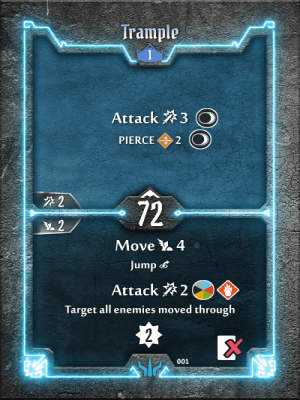 Trample
1
Attack 3
PIERCE 2
2
72
2
Move 4
Jump
Attack 2
Target all enemies moved through
2
001